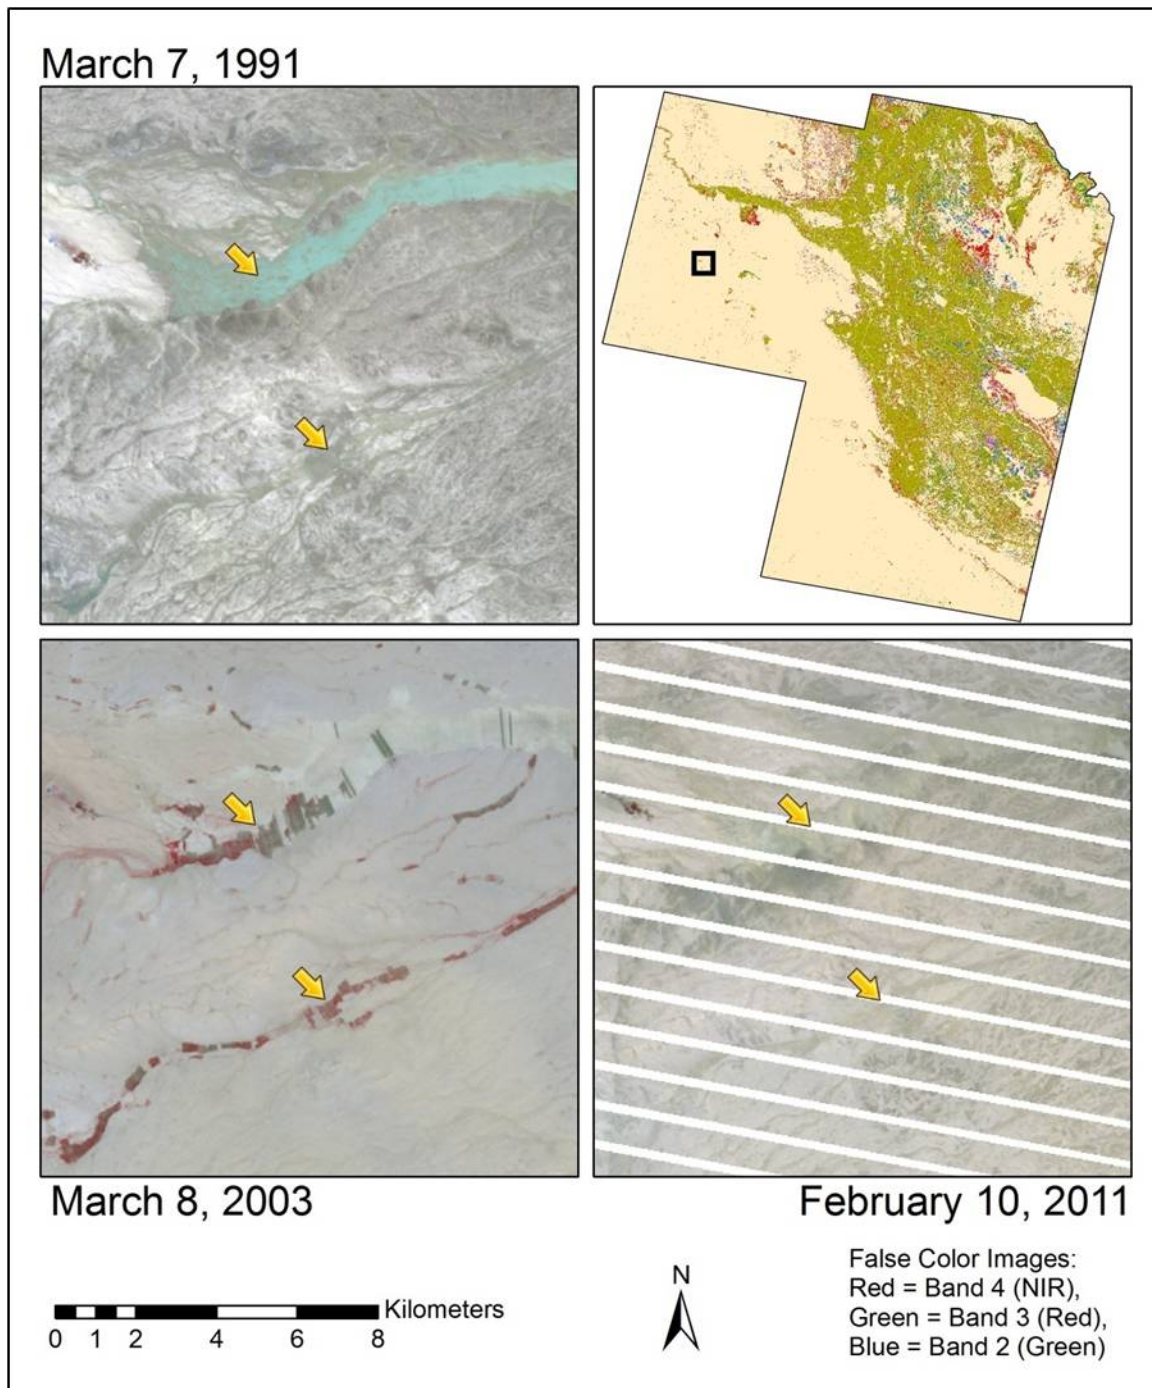 March 7, 1991
March 8, 2003
February 10, 2011
Kilometers
0 1 2 4 6 8
N
False Color Images:
Red = Band 4 (NIR),
Green = Band 3 (Red),
Blue = Band 2 (Green)